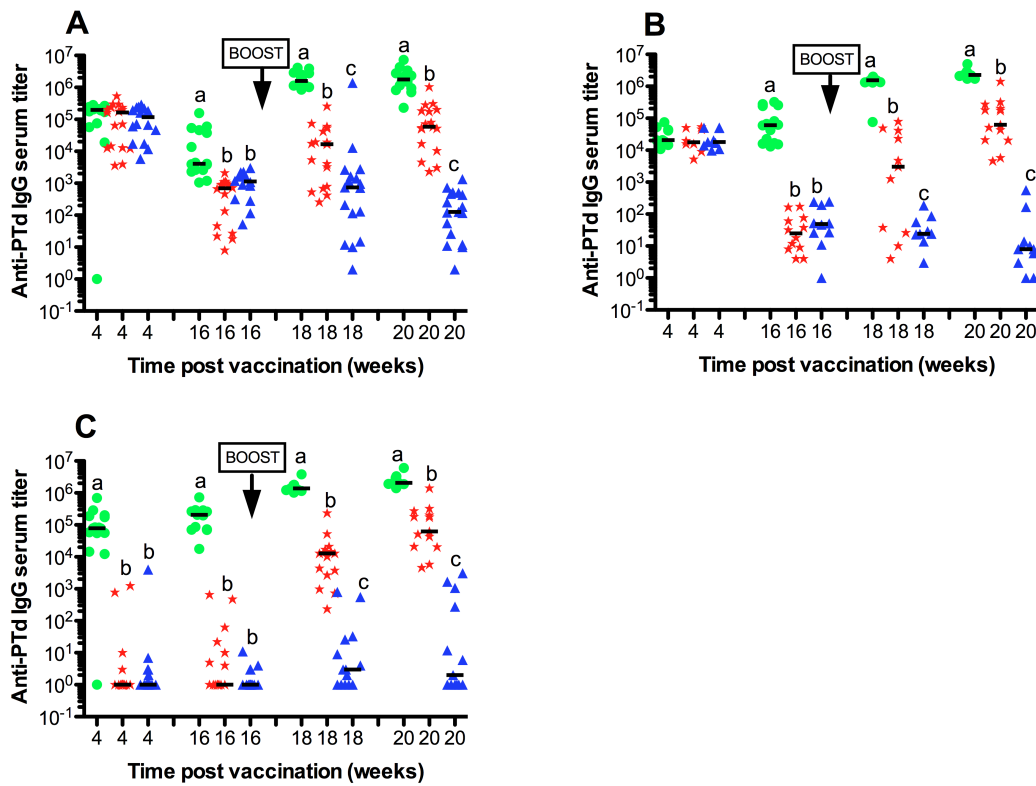 A
BOOST
a
a
a
b
b
b
c
b
c
10^7
10^6
10^5
10^4
10^3
10^2
10^1
10^0
10^-1
Anti-PTd IgG serum titer
4 4 4 16 16 16 18 18 18 20 20 20
Time post vaccination (weeks)
B
BOOST
a
a
a
b
b
b
b
c
c
10^7
10^6
10^5
10^4
10^3
10^2
10^1
10^0
10^-1
Anti-PTd IgG serum titer
4 4 4 16 16 16 18 18 18 20 20 20
Time post vaccination (weeks)
C
BOOST
a
a
a
a
b
b
b
b
b
b
c
c
10^7
10^6
10^5
10^4
10^3
10^2
10^1
10^0
10^-1
Anti-PTd IgG serum titer
4 4 4 16 16 16 18 18 18 20 20 20
Time post vaccination (weeks)